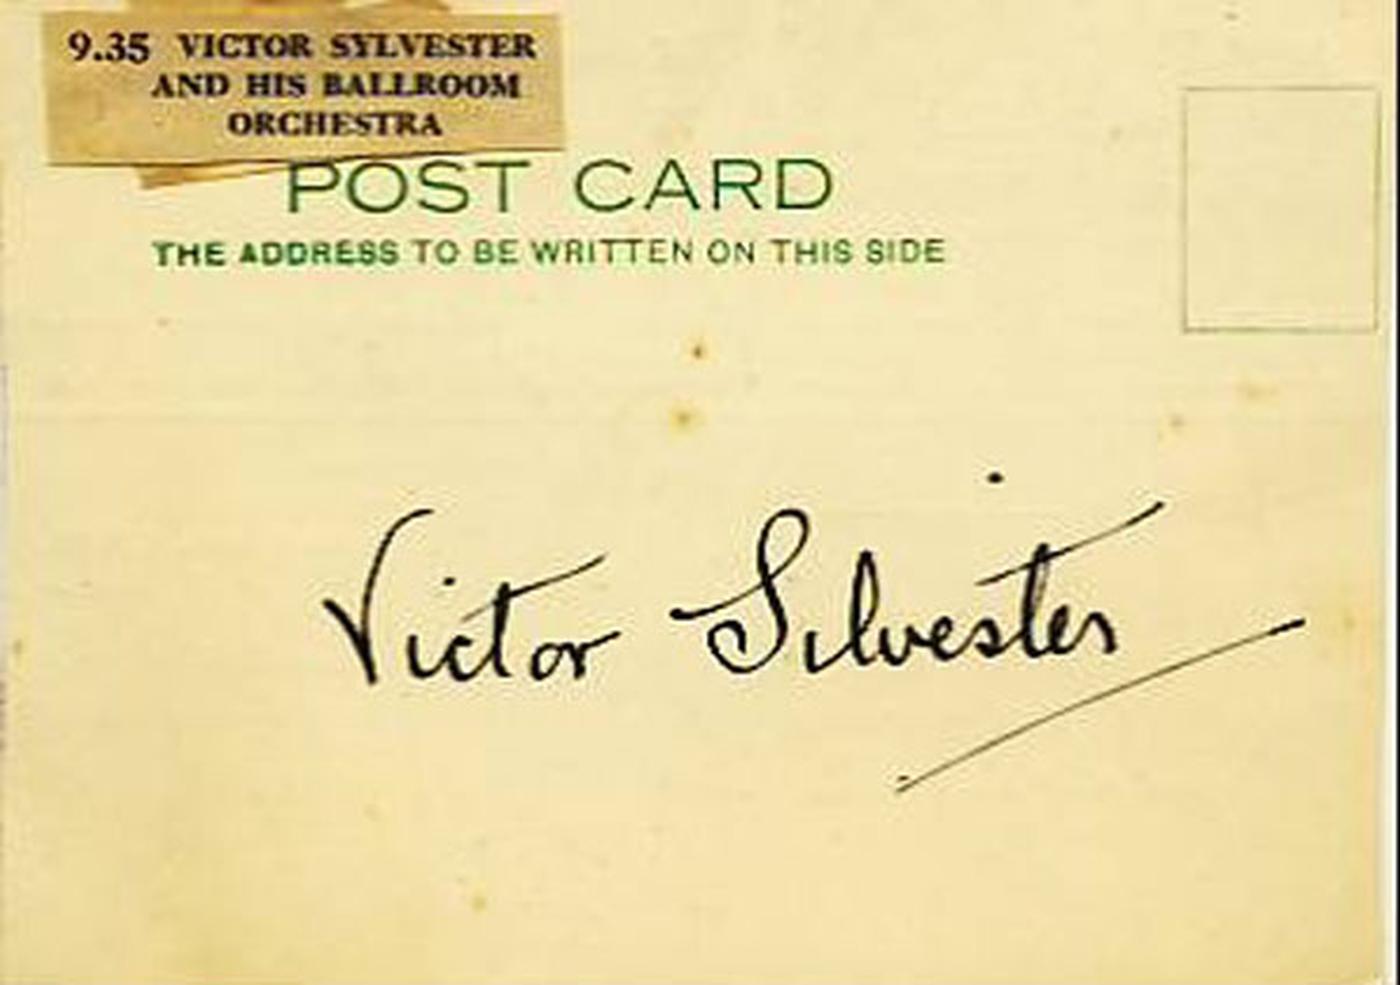 9.35 VICTOR SYLVESTER
AND HIS BALLROOM
ORCHESTRA
POST CARD
THE ADDRESS TO BE WRITTEN ON THIS SIDE
Victor Silvester